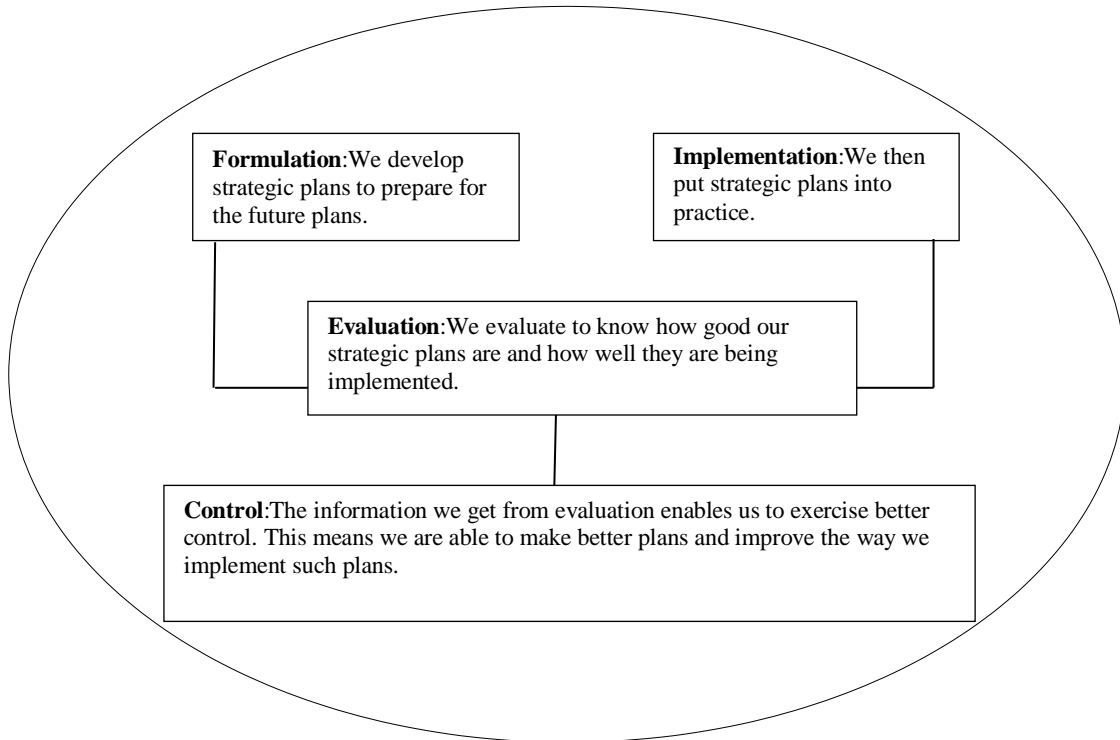 Formulation:We develop
strategic plans to prepare for
the future plans.
Implementation:We then
put strategic plans into
practice.
Evaluation:We evaluate to know how good our
strategic plans are and how well they are being
implemented.
Control:The information we get from evaluation enables us to exercise better
control. This means we are able to make better plans and improve the way we
implement such plans.